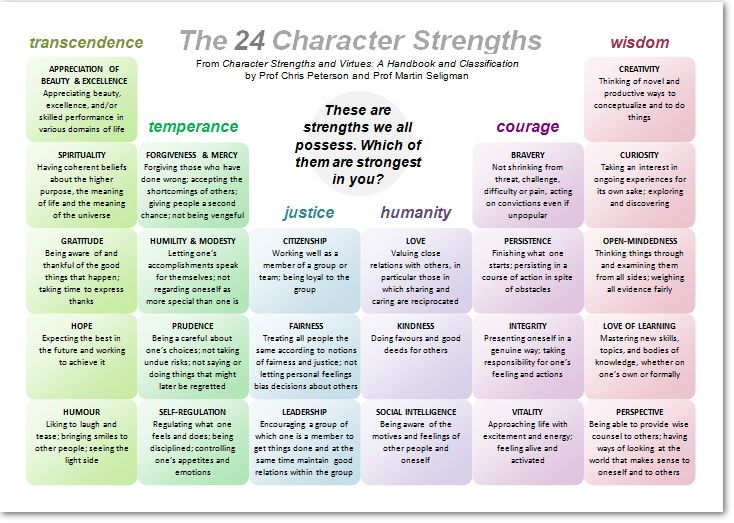 The 24 Character Strengths
From Character Strengths and Virtues: A Handbook and Classification
by Prof Chris Peterson and Prof Martin Seligman
These are
strengths we all
possess. Which of
them are strongest
in you?
transcendence
APPRECIATION OF
BEAUTY & EXCELLENCE
Appreciating beauty,
excellence, and/or
skilled performance in
various domains of life
SPIRITUALITY
Having coherent beliefs
about the higher
purpose, the meaning
of life and the meaning
of the universe
GRATITUDE
Being aware of and
thankful of the good
things that happen;
taking time to express
thanks
HOPE
Expecting the best in
the future and working
to achieve it
HUMOUR
Liking to laugh and
tease; bringing smiles to
other people; seeing the
light side
temperance
FORGIVENESS & MERCY
Forgiving those who have
done wrong; accepting the
shortcomings of others;
giving people a second
chance; not being vengeful
HUMILITY & MODESTY
Letting one's
accomplishments speak
for themselves; not
regarding oneself as
more special than one is
PRUDENCE
Being a careful about
one's choices; not taking
undue risks; not saying or
doing things that might
later be regretted
SELF-REGULATION
Regulating what one
feels and does; being
disciplined; controlling
one's appetites and
emotions
justice
CITIZENSHIP
Working well as a
member of a group or
team; being loyal to the
group
FAIRNESS
Treating all people the
same according to notions
of fairness and justice; not
letting personal feelings
bias decisions about others
LEADERSHIP
Encouraging a group of
which one is a member to
get things done and at
the same time maintain good
relations within the group
humanity
LOVE
Valuing close
relations with others, in
particular those in
which sharing and
caring are reciprocated
KINDNESS
Doing favours and good
deeds for others
SOCIAL INTELLIGENCE
Being aware of the
motives and feelings of
other people and
oneself
courage
BRAVERY
Not shrinking from
threat, challenge,
difficulty or pain, acting
on convictions even if
unpopular
PERSISTENCE
Finishing what one
starts; persisting in a
course of action in spite
of obstacles
INTEGRITY
Presenting oneself in a
genuine way; taking
responsibility for one's
feeling and actions
VITALITY
Approaching life with
excitement and energy;
feeling alive and
activated
wisdom
CREATIVITY
Thinking of novel and
productive ways to
conceptualize and to do
things
CURIOSITY
Taking an interest in
ongoing experiences for
its own sake; exploring
and discovering
OPEN-MINDEDNESS
Thinking things through
and examining them
from all sides; weighing
all evidence fairly
LOVE OF LEARNING
Mastering new skills,
topics, and bodies of
knowledge, whether on
one's own or formally
PERSPECTIVE
Being able to provide wise
counsel to others; having
ways of looking at the
world that makes sense to
oneself and to others